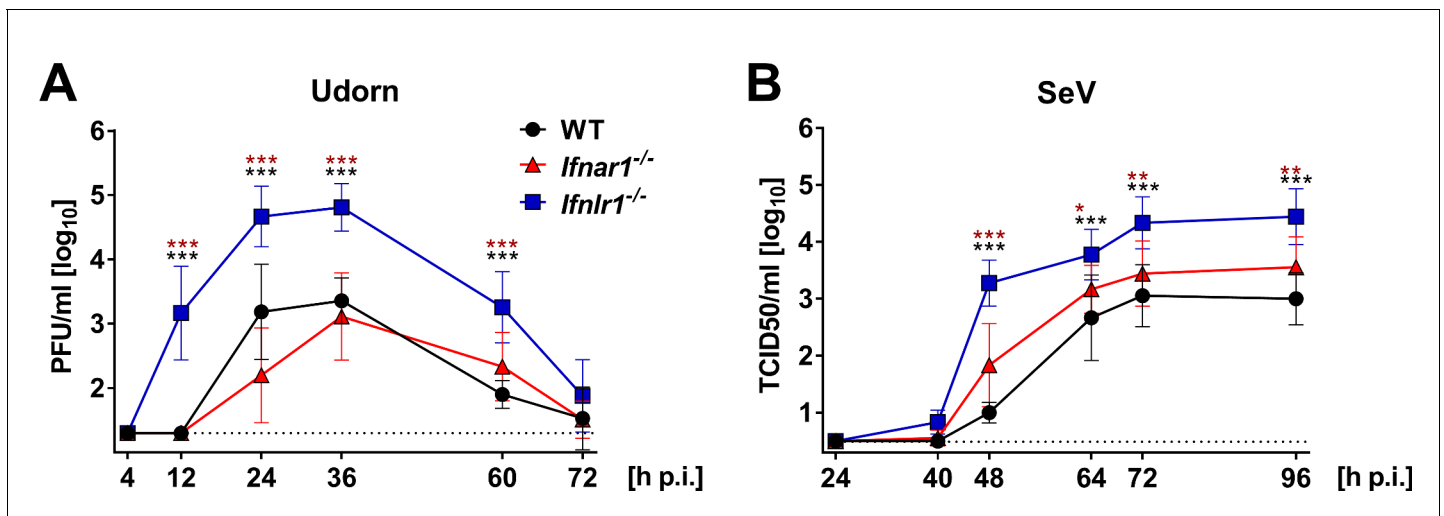 A
Udorn
WT
Ifnar1-/-
Ifnlr1-/-
PFU/ml [log10]
6
5
4
3
2
***
***
***
***
***
***
***
***
4 12 24 36 60 72 [h p.i.]
B
SeV
TCID50/ml [log10]
6
5
4
3
2
1
***
***
*
***
**
***
**
***
24 40 48 64 72 96 [h p.i.]